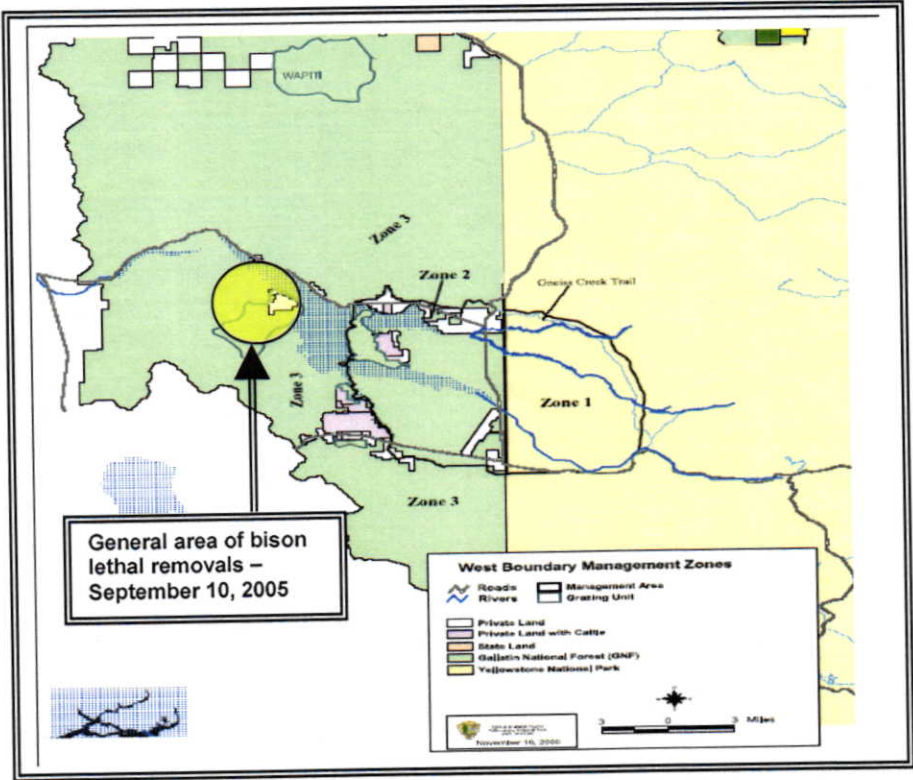 WAPITI
Zone 3
Zone 2
Gneiss Creek Trail
Zone 3
Zone 1
Zone 3
General area of bison
lethal removals –
September 10, 2005
West Boundary Management Zones
Roads
Management Area
Rivers
Grazing Unit
Private Land
Private Land with Cattle
State Land
Gallatin National Forest (GNF)
Yellowstone National Park
3 0 3 Miles
November 16, 2000